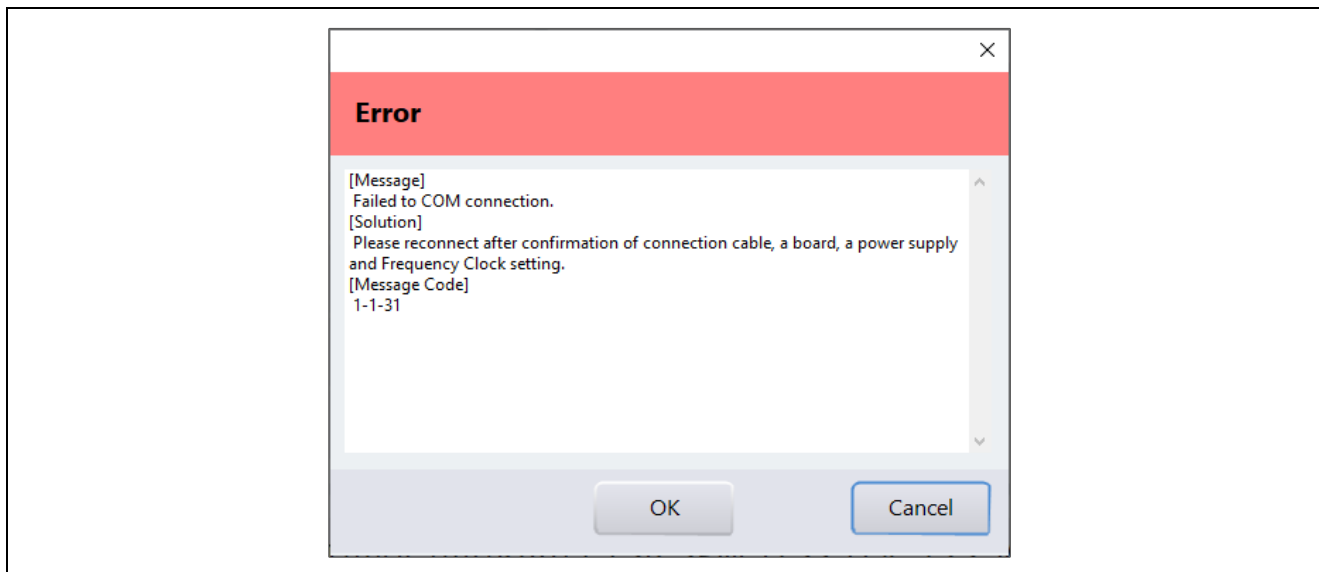 Error
[Message]
Failed to COM connection.
[Solution]
Please reconnect after confirmation of connection cable, a board, a power supply
and Frequency Clock setting.
[Message Code]
1-1-31
OK
Cancel